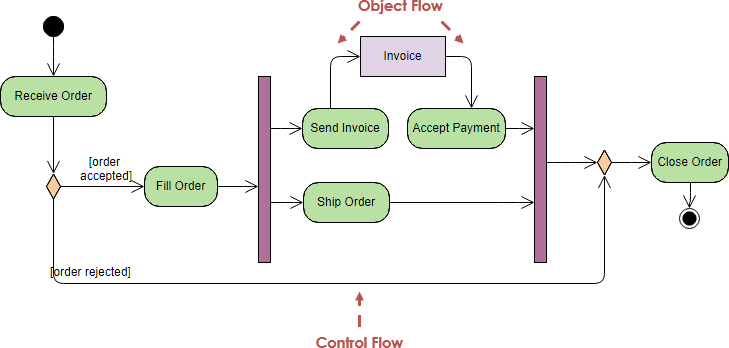 Object Flow
Invoice
Receive Order
Send Invoice
Accept Payment
[order
accepted]
Fill Order
Close Order
Ship Order
[order rejected]
Control Flow